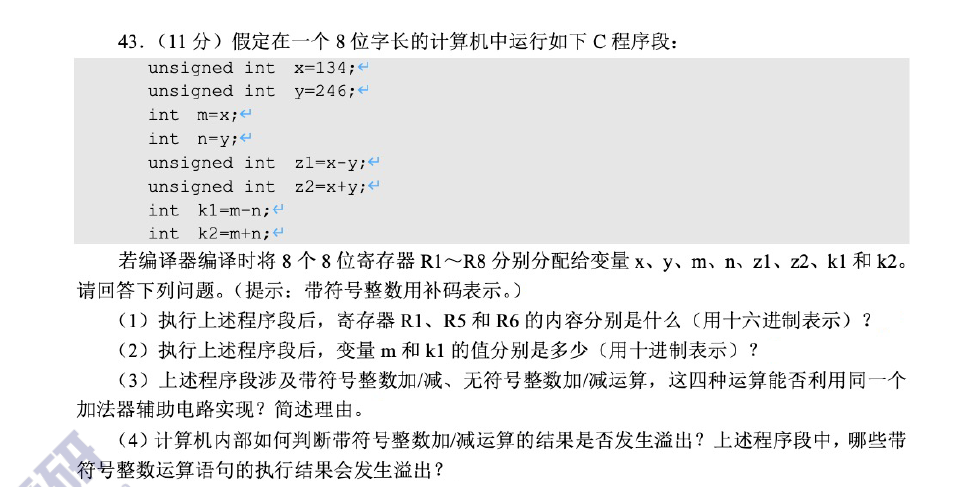 43.（11 分）假定在一个 8 位字长的计算机中运行如下 C 程序段：
unsigned int x=134;↵
unsigned int y=246;↵
int m=x;↵
int n=y;↵
unsigned int z1=x-y;↵
unsigned int z2=x+y;↵
int k1=m-n;↵
int k2=m+n;↵
若编译器编译时将 8 个 8 位寄存器 R1～R8 分别分配给变量 x、y、m、n、z1、z2、k1 和 k2。
请回答下列问题。（提示：带符号整数用补码表示。）
（1）执行上述程序段后，寄存器 R1、R5 和 R6 的内容分别是什么（用十六进制表示）？
（2）执行上述程序段后，变量 m 和 k1 的值分别是多少（用十进制表示）？
（3）上述程序段涉及带符号整数加/减、无符号整数加/减运算，这四种运算能否利用同一个
加法器辅助电路实现？简述理由。
（4）计算机内部如何判断带符号整数加/减运算的结果是否发生溢出？上述程序段中，哪些带
符号整数运算语句的执行结果会发生溢出？
研